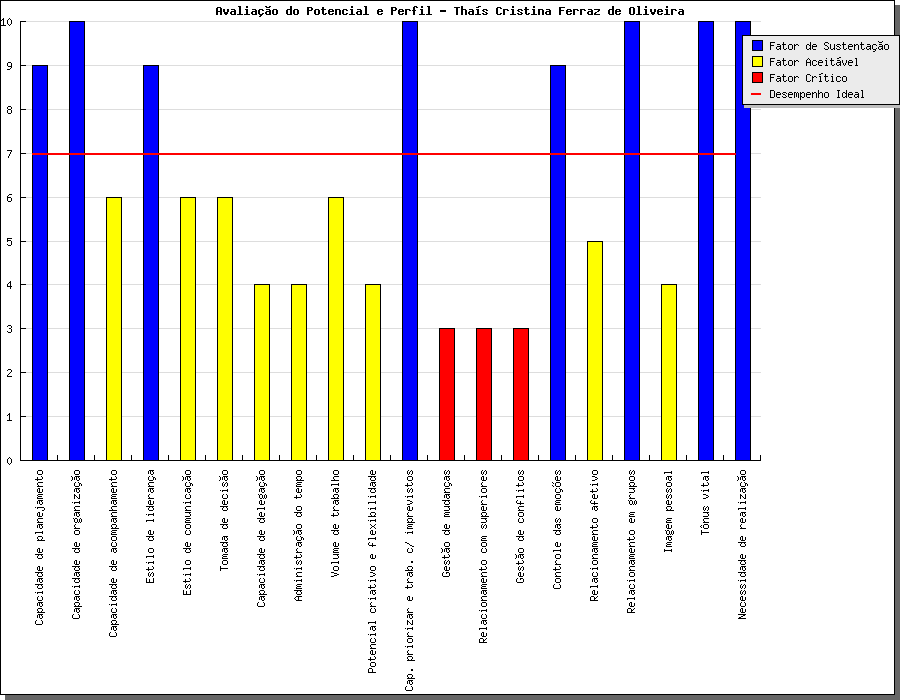 Avaliação do Potencial e Perfil - Thaís Cristina Ferraz de Oliveira
Fator de Sustentação
Fator Aceitável
Fator Crítico
Desempenho Ideal
10
9
8
7
6
5
4
3
2
1
0
Capacidade de planejamento
Capacidade de organização
Capacidade de acompanhamento
Estilo de liderança
Estilo de comunicação
Tomada de decisão
Capacidade de delegação
Administração do tempo
Volume de trabalho
Potencial criativo e flexibilidade
Cap. priorizar e trab. c/ imprevistos
Gestão de mudanças
Relacionamento com superiores
Gestão de conflitos
Controle das emoções
Relacionamento afetivo
Relacionamento em grupos
Imagem pessoal
Tônus vital
Necessidade de realização